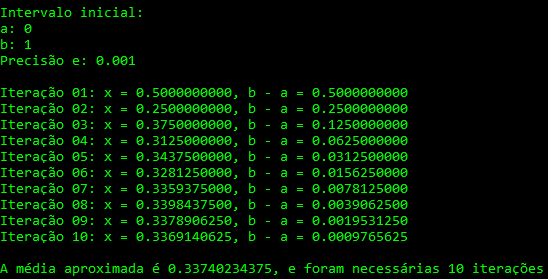 Intervalo inicial:
a: 0
b: 1
Precisão e: 0.001
Iteração 01: x = 0.5000000000, b - a = 0.5000000000
Iteração 02: x = 0.2500000000, b - a = 0.2500000000
Iteração 03: x = 0.3750000000, b - a = 0.1250000000
Iteração 04: x = 0.3125000000, b - a = 0.0625000000
Iteração 05: x = 0.3437500000, b - a = 0.0312500000
Iteração 06: x = 0.3281250000, b - a = 0.0156250000
Iteração 07: x = 0.3359375000, b - a = 0.0078125000
Iteração 08: x = 0.3398437500, b - a = 0.0039062500
Iteração 09: x = 0.3378906250, b - a = 0.0019531250
Iteração 10: x = 0.3369140625, b - a = 0.0009765625
A média aproximada é 0.33740234375, e foram necessárias 10 iterações